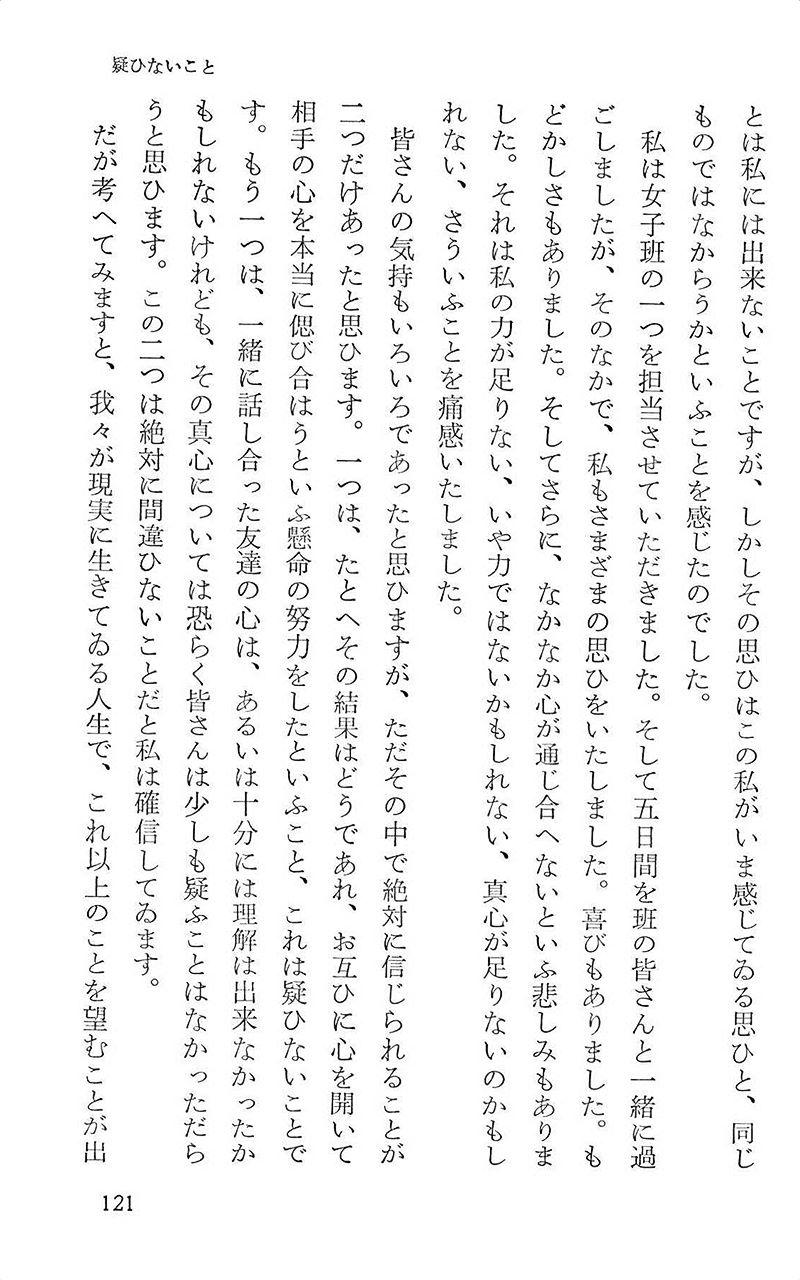 疑ひないこと
とは私には出来ないことですが、しかしその思ひはこの私がいま感じてゐる思ひと、同じ
ものではなからうかといふことを感じたのでした。
私は女子班の一つを担当させていただきました。そして五日間を班の皆さんと一緒に過
ごしましたが、そのなかで、私もさまざまの思ひをいたしました。喜びもありました。も
どかしさもありました。そしてさらに、なかなか心が通じ合へないといふ悲しみもありま
した。それは私の力が足りない、いや力ではないかもしれない、真心が足りないのかもし
れない、さういふことを痛感いたしました。
皆さんの気持もいろいろであったと思ひますが、ただその中で絶対に信じられることが
二つだけあったと思ひます。一つは、たとへその結果はどうであれ、お互ひに心を開いて
相手の心を本当に偲び合はうといふ懸命の努力をしたといふこと、これは疑ひないことで
す。もう一つは、一緒に話し合った友達の心は、あるいは十分には理解は出来なかったか
もしれないけれども、その真心については恐らく皆さんは少しも疑ふことはなかっただら
うと思ひます。この二つは絶対に間違ひないことだと私は確信してゐます。
だが考へてみますと、我々が現実に生きてゐる人生で、これ以上のことを望むことが出
121